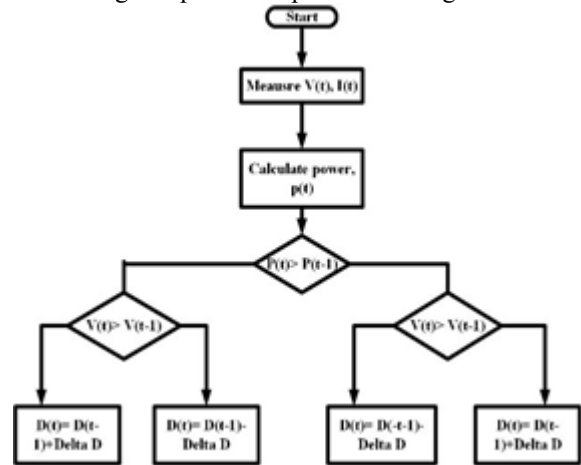 Start
Meausre V(t), I(t)
Calculate power,
p(t)
P(t)> P(t-1)
V(t)> V(t-1)
V(t)> V(t-1)
D(t)= D(t-
1)+Delta D
D(t)= D(t-1)-
Delta D
D(t)= D(-t-1)-
Delta D
D(t)= D(t-
1)+Delta D